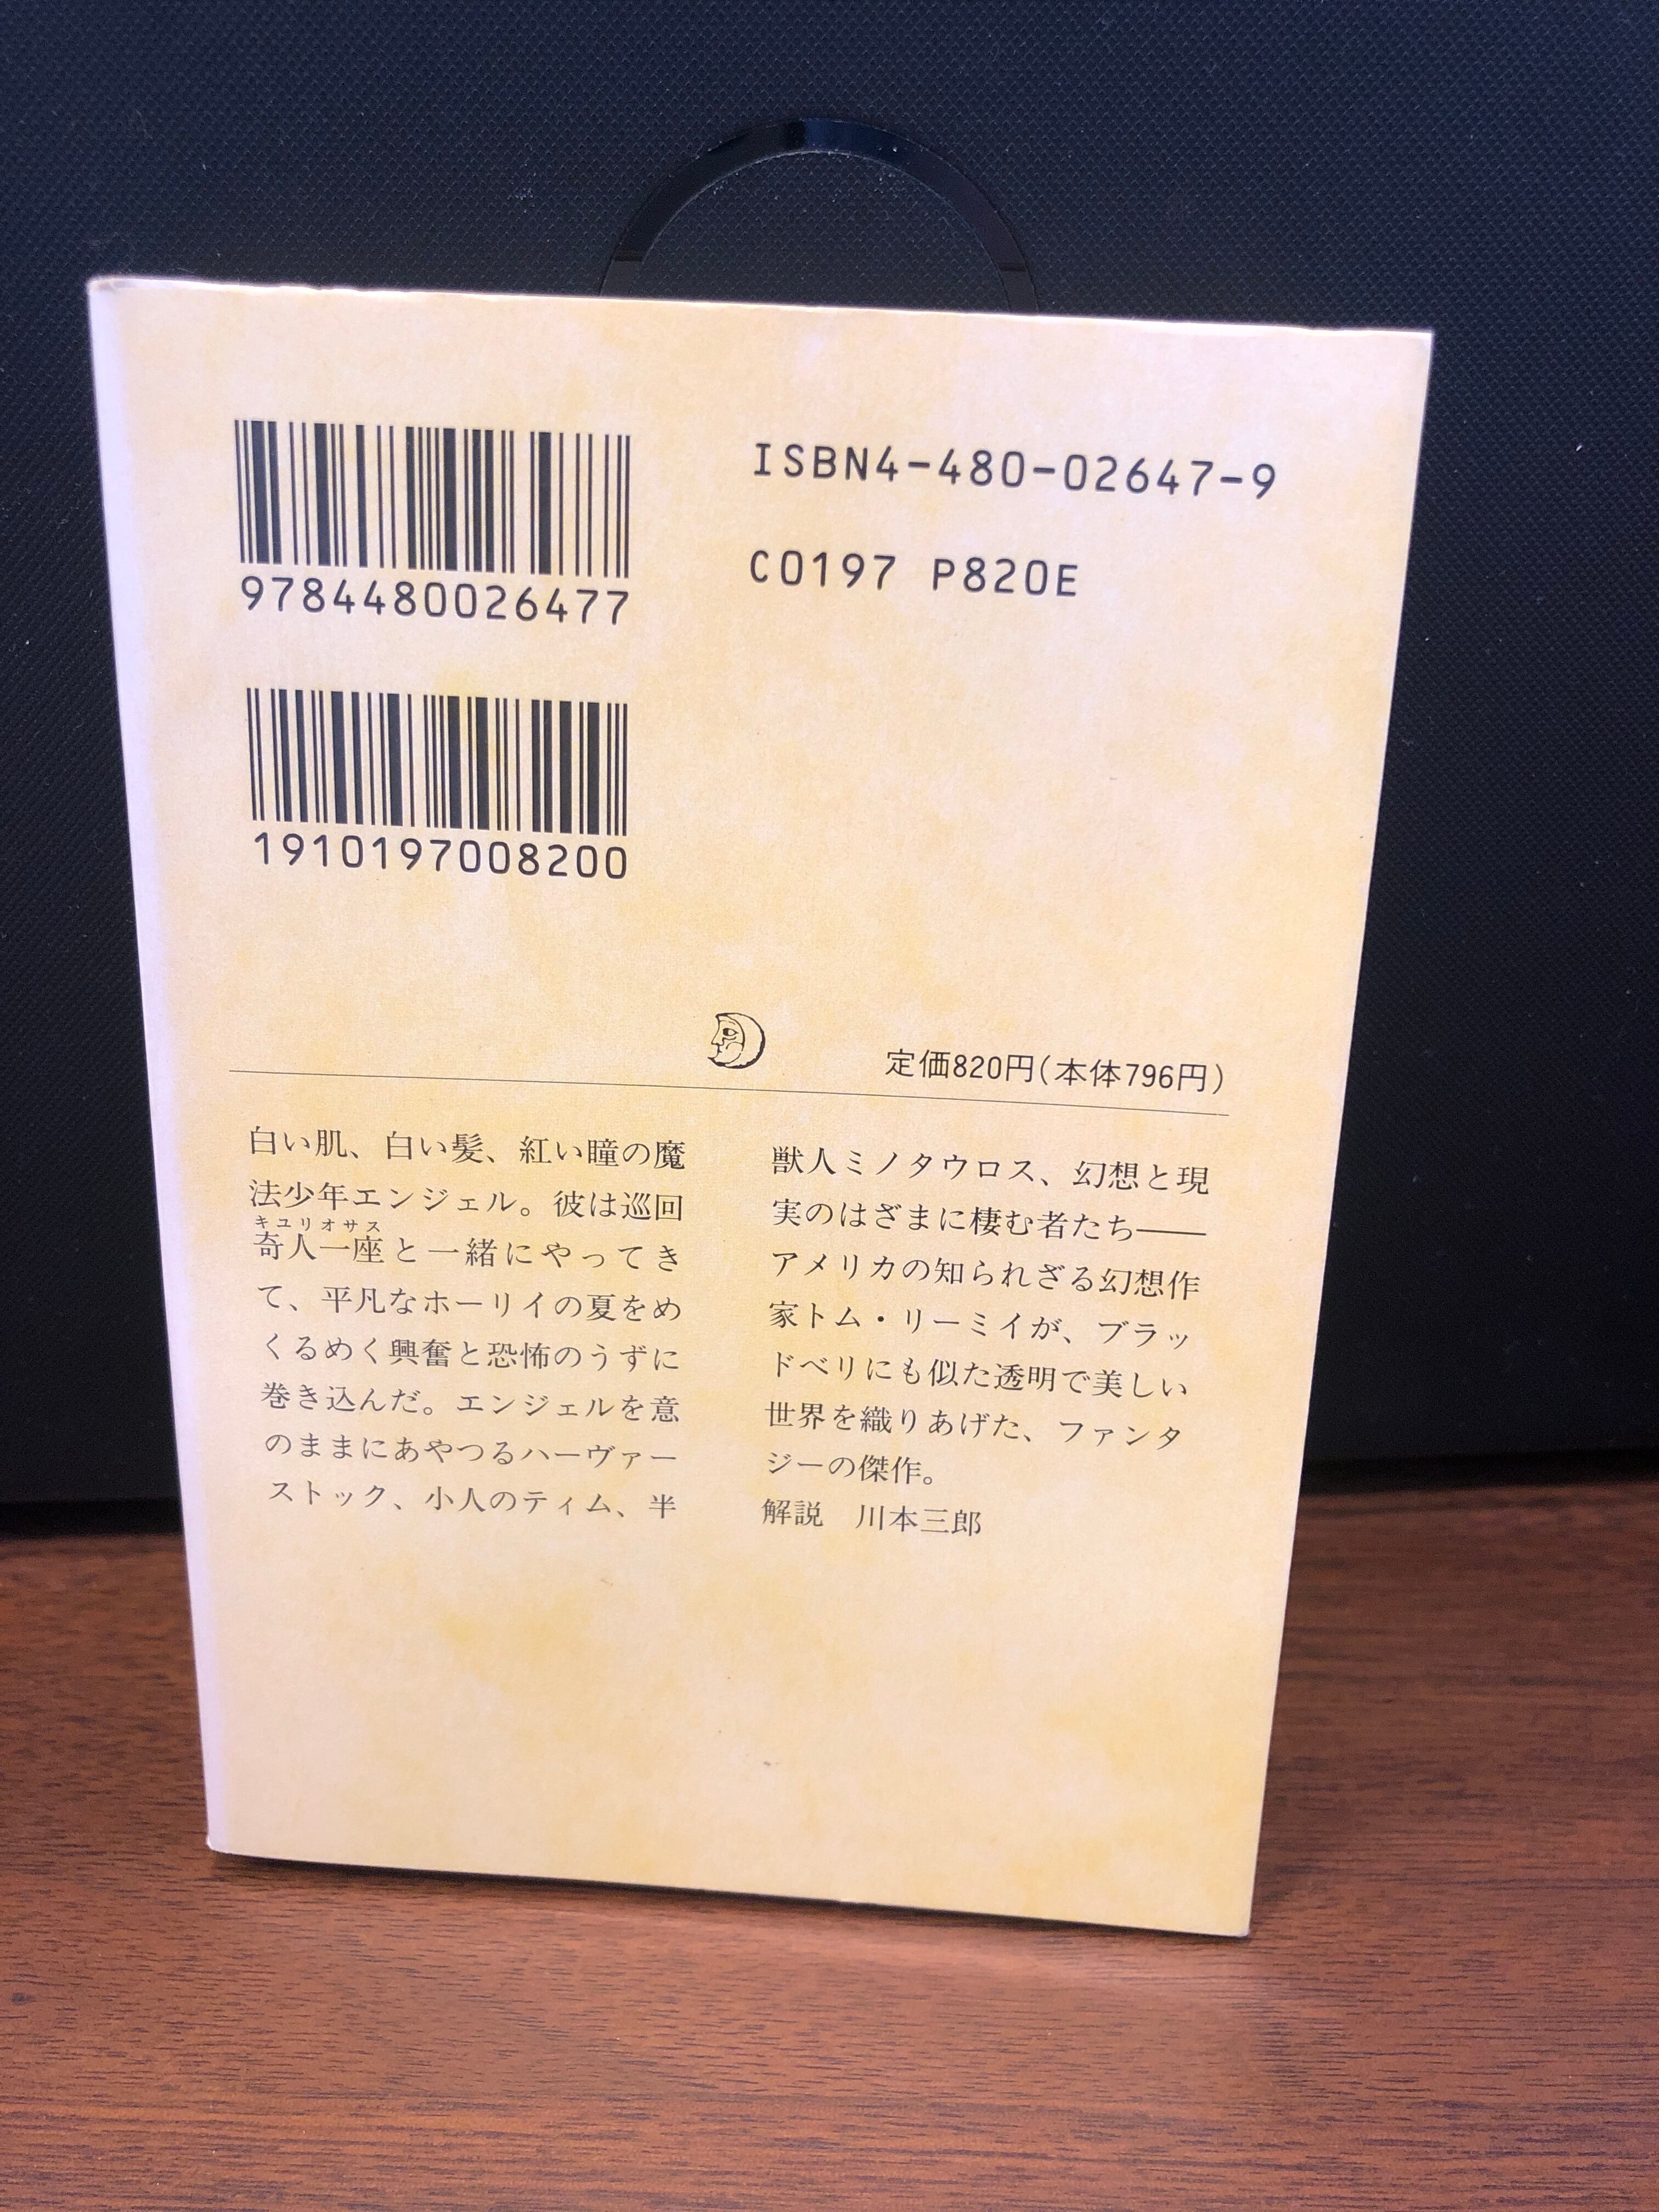 9784480026477
1910197008200
ISBN4-480-02647-9
C0197 P820E
定価820円(本体796円)
白い肌、白い髪、紅い瞳の魔
法少年エンジェル。彼は巡回
キユリオサス
奇人一座と一緒にやってき
て、平凡なホーリイの夏をめ
くるめく興奮と恐怖のうずに
巻き込んだ。エンジェルを意
のままにあやつるハーヴァー
ストック、小人のティム、半
獣人ミノタウロス、幻想と現
実のはざまに棲む者たち——
アメリカの知られざる幻想作
家トム・リーミイが、ブラッ
ドベリにも似た透明で美しい
世界を織りあげた、ファンタ
ジーの傑作。
解説　川本三郎